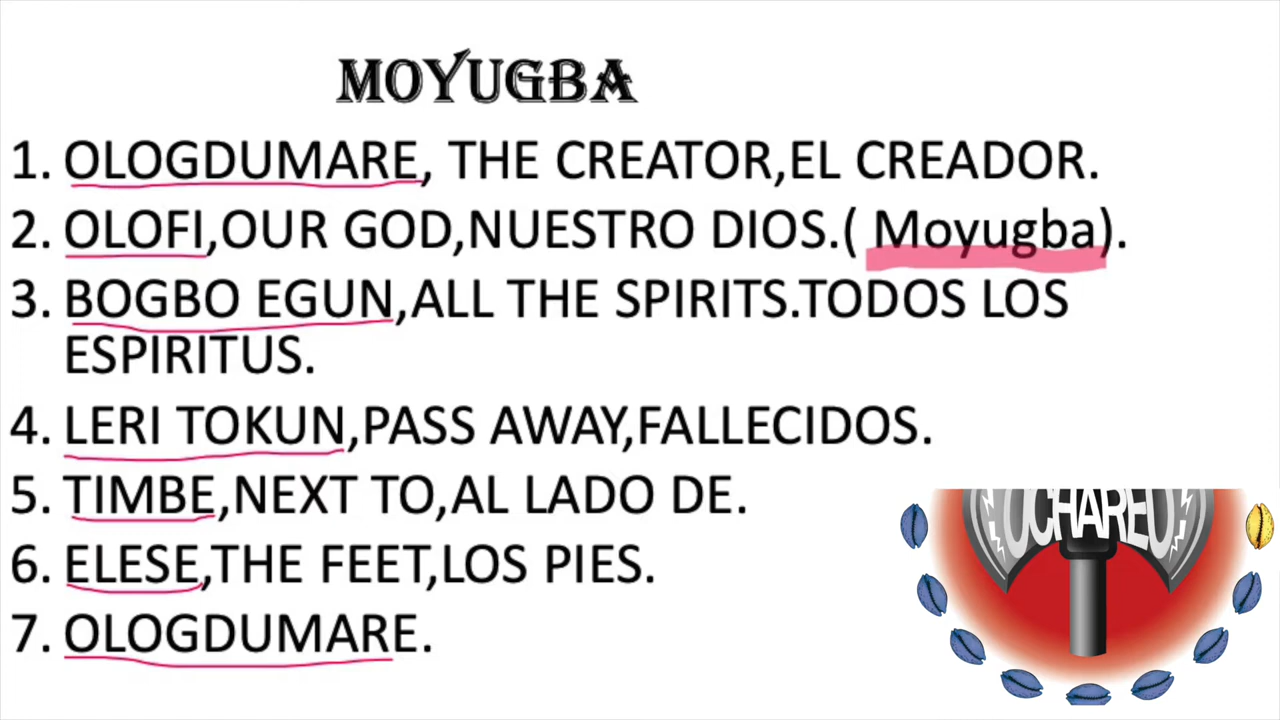 MOYUGBA
1. OLOGDUMARE, THE CREATOR,EL CREADOR.
2. OLOFI,OUR GOD,NUESTRO DIOS.( Moyugba).
3. BOGBO EGUN,ALL THE SPIRITS.TODOS LOS
ESPIRITUS.
4. LERI TOKUN,PASS AWAY,FALLECIDOS.
5. TIMBE,NEXT TO,AL LADO DE.
6. ELESE,THE FEET,LOS PIES.
7. OLOGDUMARE.